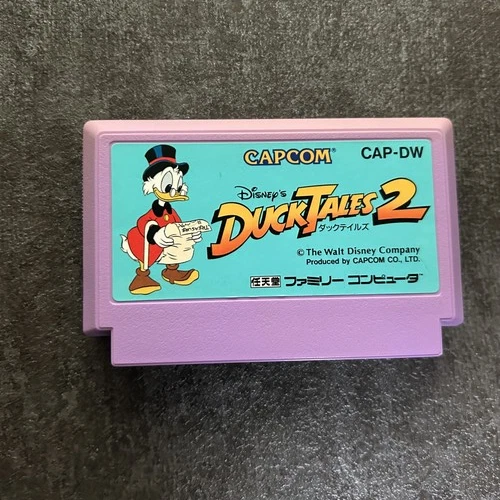 CAPCOM® CAP-DW
DISNEY'S
DUCKTALES 2
ダックテイルズ
© The Walt Disney Company
Produced by CAPCOM CO., LTD.
任天堂 ファミリー コンピュータ